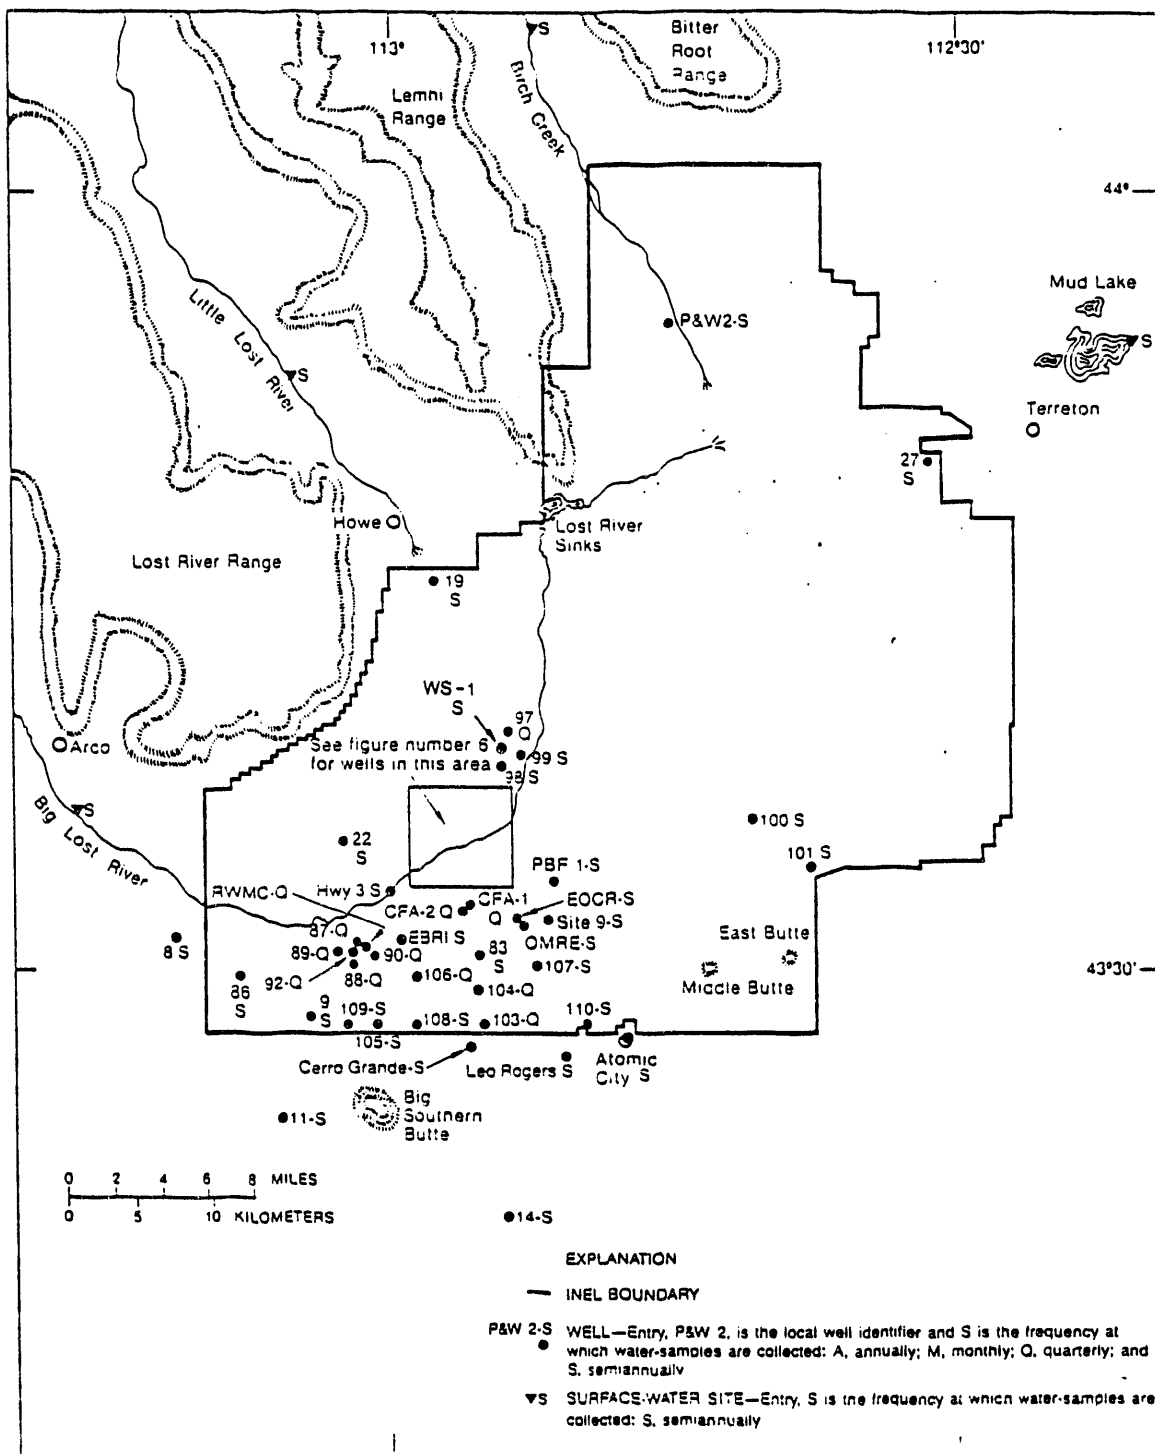 113°
112°30'
S
Bitter
Root
Range
Lemhi
Range
Birch Creek
44°
Mud Lake
P&W2-S
S
Little Lost River
S
Terreton
27
S
Howe
Lost River
Sinks
Lost River Range
19
S
WS-1
S
97
Q
Arco
See figure number 6
for wells in this area
99 S
98 S
S
Big Lost River
22
S
100 S
101 S
PBF 1-S
RWMC-Q
Hwy 3 S
CFA-1
Q
EOCR-S
CFA-2 Q
Site 9-S
87-Q
EBRI S
OMRE-S
East Butte
8 S
89-Q
90-Q
83
S
107-S
43°30'
92-Q
88-Q
106-Q
Middle Butte
86
S
104-Q
9
S
109-S
108-S
103-Q
110-S
105-S
Cerro Grande-S
Leo Rogers S
Atomic
City S
11-S
Big
Southern
Butte
0 2 4 6 8 MILES
0 5 10 KILOMETERS
14-S
EXPLANATION
INEL BOUNDARY
P&W 2-S WELL—Entry, P&W 2, is the local well identifier and S is the frequency at
which water-samples are collected: A, annually; M, monthly; Q, quarterly; and
S, semiannually
S SURFACE-WATER SITE—Entry, S is the frequency at which water-samples are
collected: S, semiannually